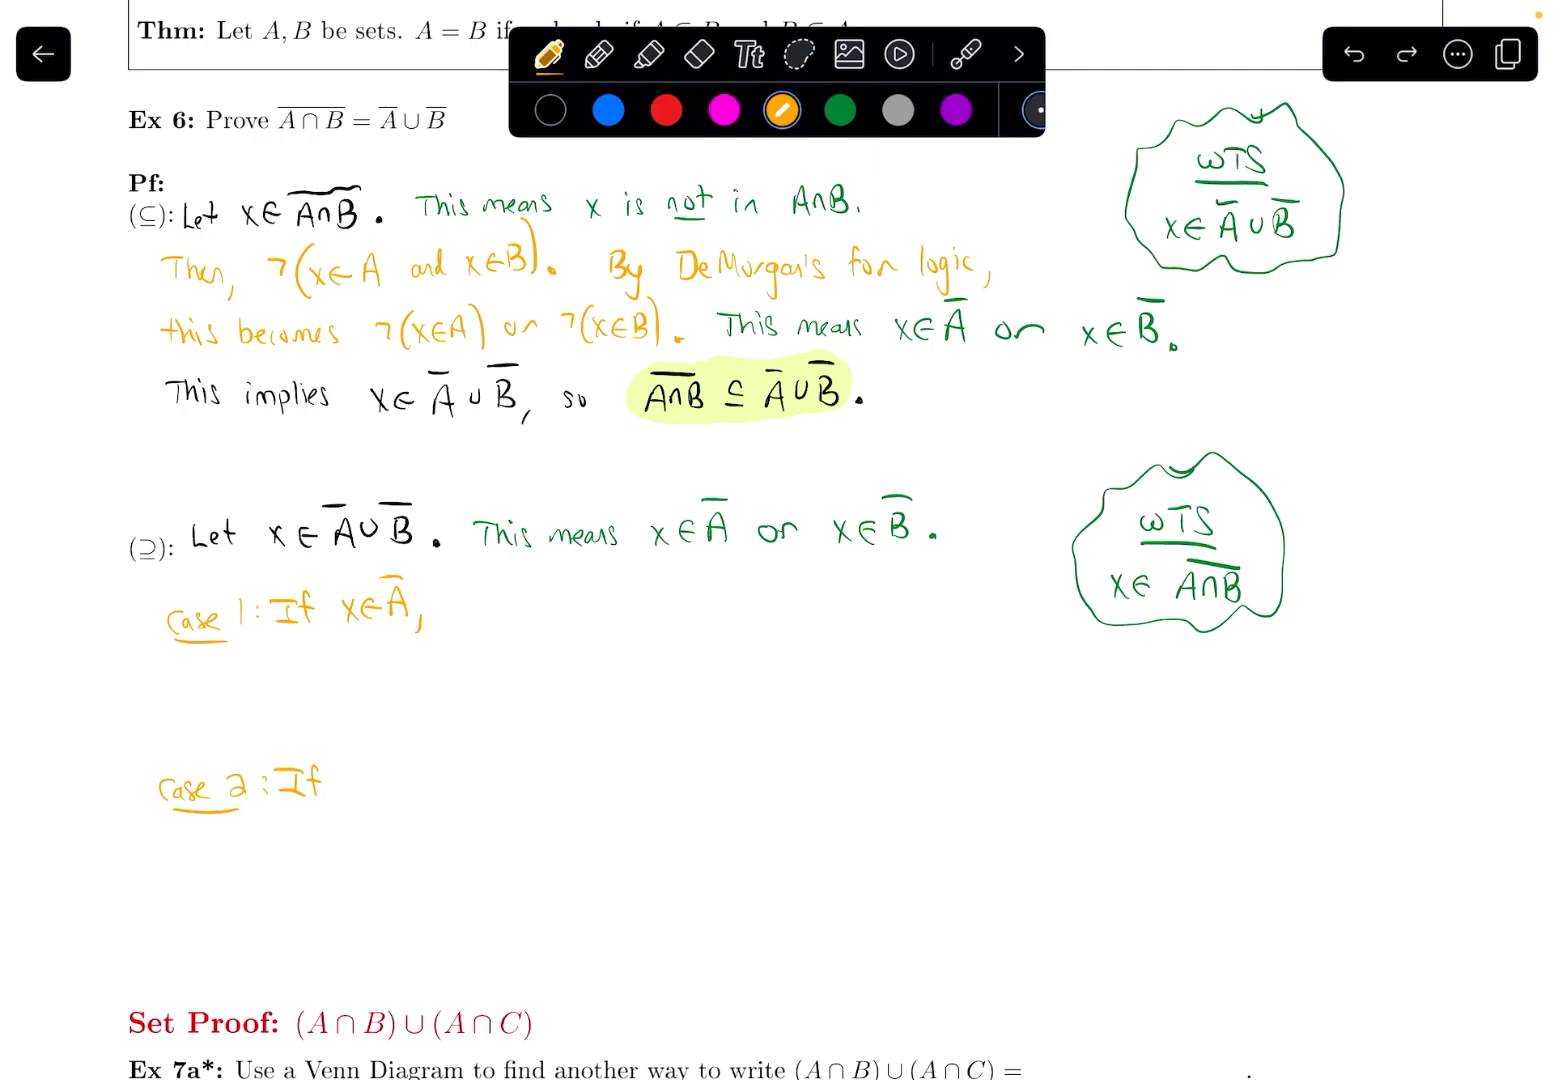 Thm: Let A, B be sets. A = B if
Tt
Ex 6: Prove $\overline{A \cap B} = \overline{A} \cup \overline{B}$
WTS
x ∈ $\overline{A}$ ∪ $\overline{B}$
Pf:
(⊆): Let x ∈ $\overline{A \cap B}$. This means x is not in A∩B.
Then, ¬(x ∈ A and x ∈ B). By DeMorgan's for logic,
this becomes ¬(x∈A) or ¬(x∈B). This means x∈$\overline{A}$ or x∈$\overline{B}$.
This implies x∈ $\overline{A}$ ∪ $\overline{B}$, so $\overline{A \cap B}$ ⊆ $\overline{A}$ ∪ $\overline{B}$.
(⊇): Let x ∈ $\overline{A}$ ∪ $\overline{B}$. This means x ∈ $\overline{A}$ or x∈ $\overline{B}$.
WTS
x∈ $\overline{A \cap B}$
Case 1: If x∈$\overline{A}$,
Case 2: If
Set Proof: (A ∩ B) ∪ (A ∩ C)
Ex 7a*: Use a Venn Diagram to find another way to write (A ∩ B) ∪ (A ∩ C) = .